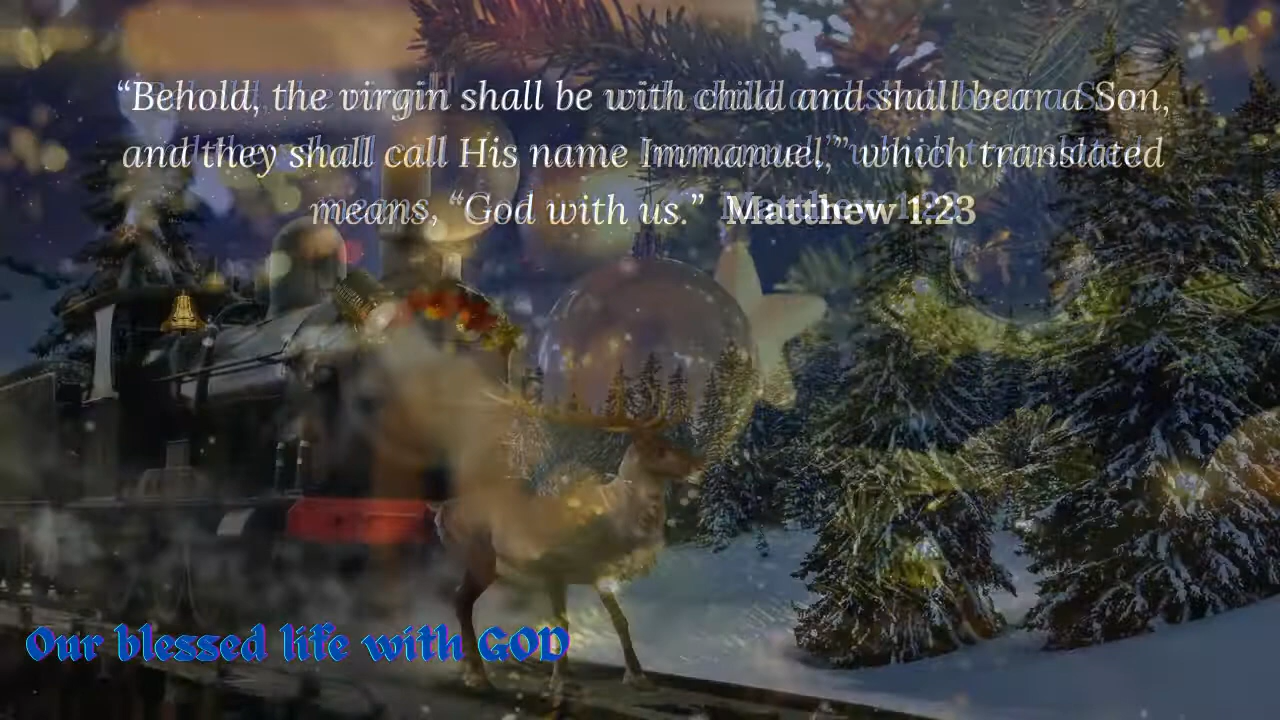 “Behold, the virgin shall be with child and shall bear a Son,
and they shall call His name Immanuel,” which translated
means, “God with us.” Matthew 1:23
Our blessed life with GOD